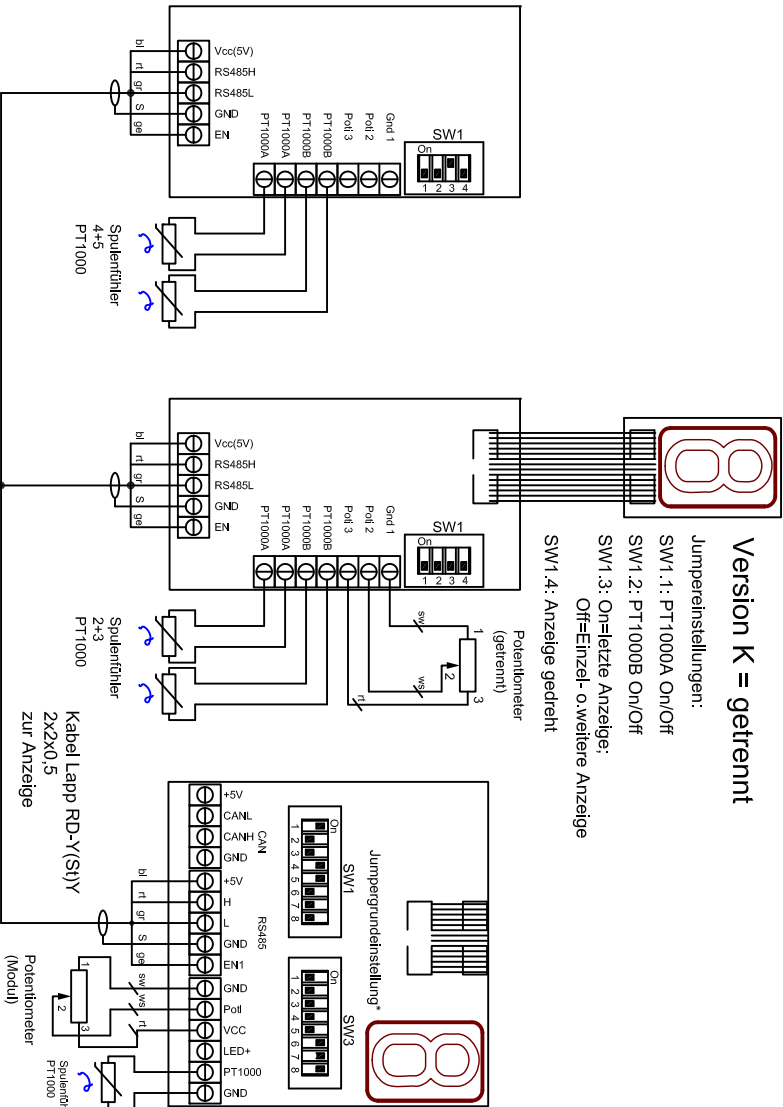 Version K = getrennt
Jumpereinstellungen:
SW1.1: PT1000A On/Off
SW1.2: PT1000B On/Off
SW1.3: On=letzte Anzeige;
Off=Einzel- o.weitere Anzeige
SW1.4: Anzeige gedreht
Vcc(5V)
RS485H
RS485L
GND
EN
bl
rt
gr
S
ge
PT1000A
PT1000A
PT1000B
PT1000B
Poti 3
Poti 2
Gnd 1
SW1
On
1 2 3 4
Spulenfühler
4+5
PT1000
Vcc(5V)
RS485H
RS485L
GND
EN
bl
rt
gr
S
ge
PT1000A
PT1000A
PT1000B
PT1000B
Poti 3
Poti 2
Gnd 1
SW1
On
1 2 3 4
sw
ws
rt
1
2
3
Potentiometer
(getrennt)
Spulenfühler
2+3
PT1000
Kabel Lapp RD-Y(St)Y
2x2x0,5
zur Anzeige
+5V
CANL
CANH
GND
CAN
+5V
H
L
GND
EN1
RS485
GND
Poti
VCC
LED+
PT1000
GND
bl
rt
gr
S
ge
sw
ws
rt
SW1
On
1 2 3 4 5 6 7 8
Jumpergrundeinstellung*
SW3
On
1 2 3 4 5 6 7 8
1
2
3
Potentiometer
(Modul)
PT1000